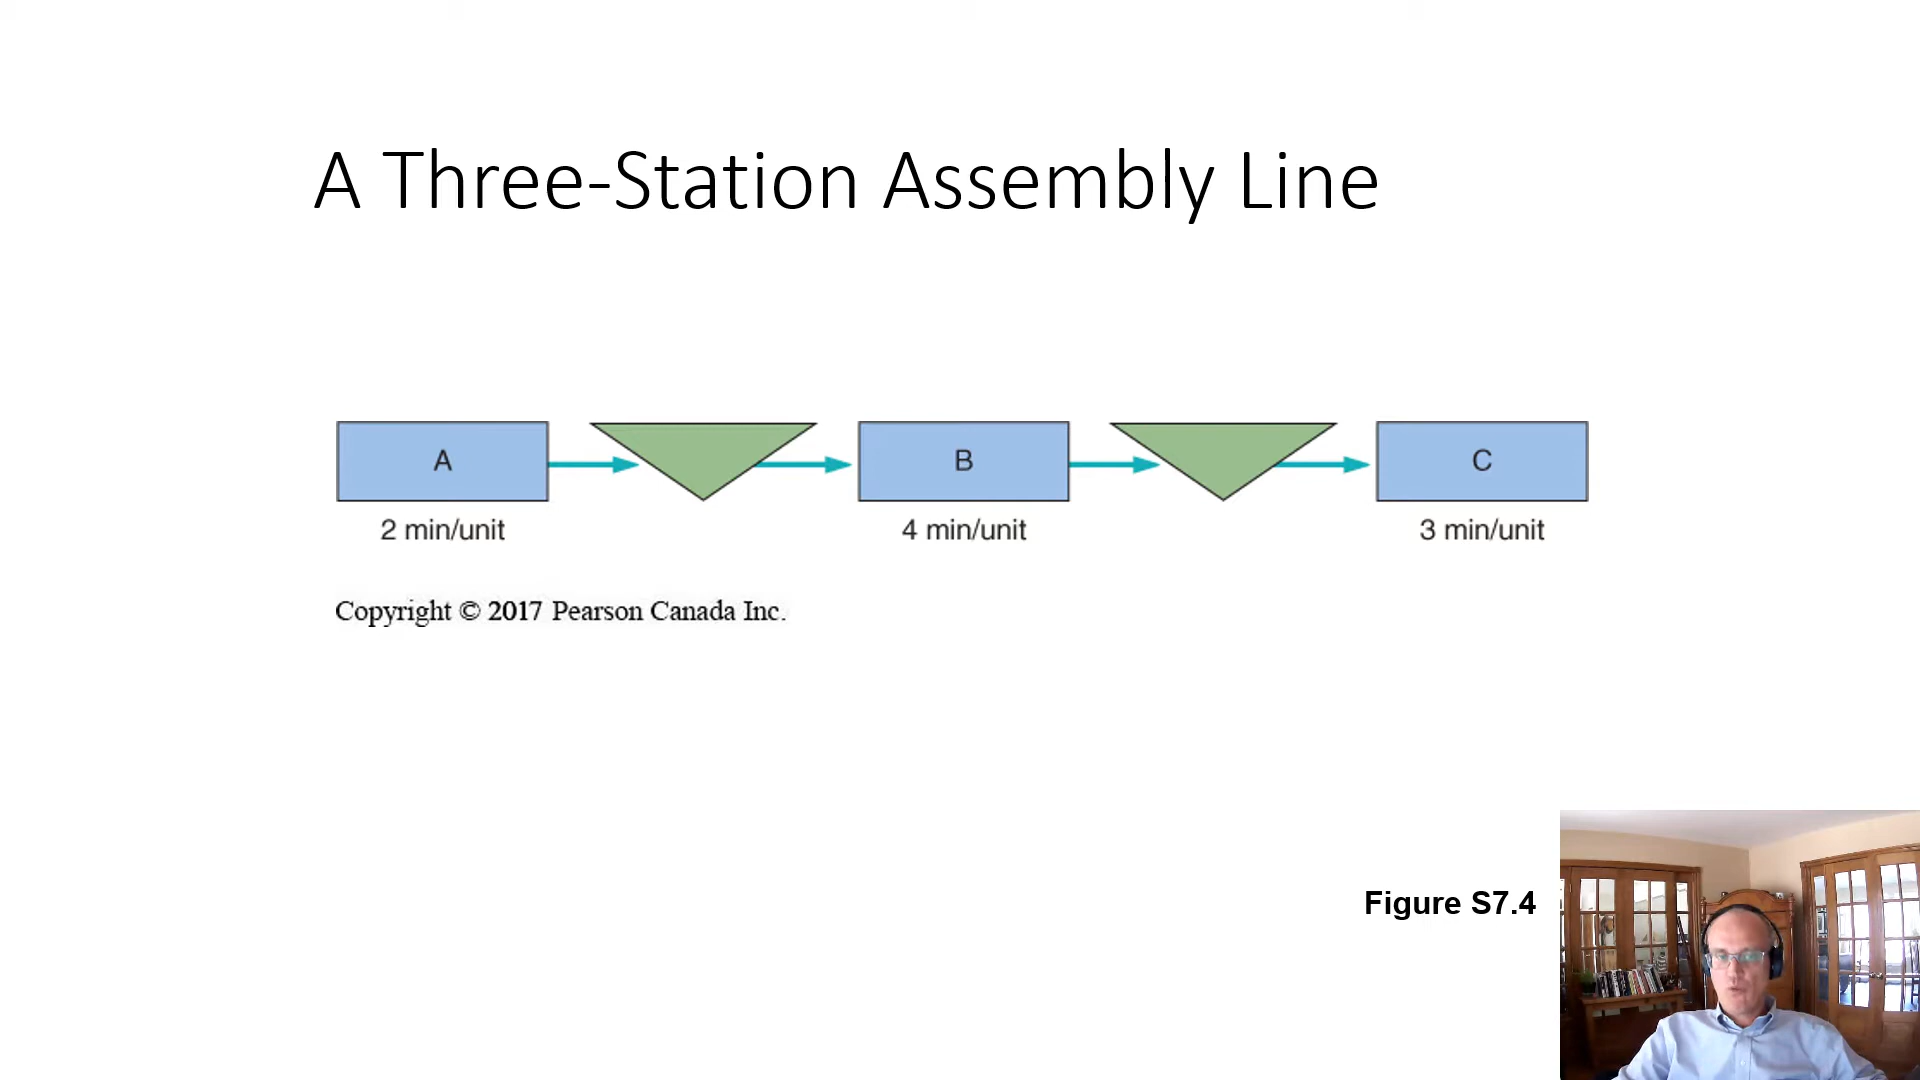 A Three-Station Assembly Line
A
B
C
2 min/unit
4 min/unit
3 min/unit
Copyright © 2017 Pearson Canada Inc.
Figure S7.4